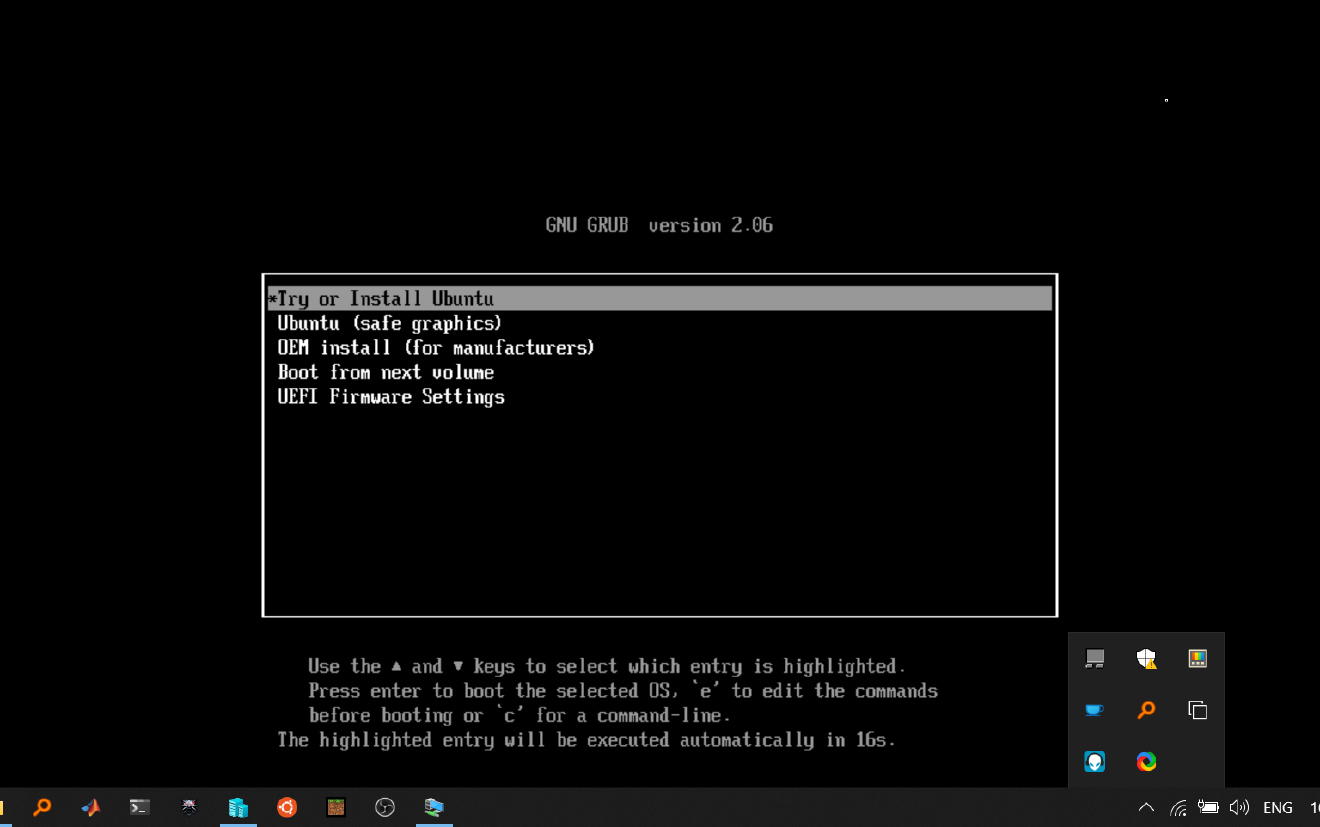 GNU GRUB  version 2.06
*Try or Install Ubuntu
Ubuntu (safe graphics)
OEM install (for manufacturers)
Boot from next volume
UEFI Firmware Settings
Use the ▲ and ▼ keys to select which entry is highlighted.
Press enter to boot the selected OS, `e' to edit the commands
before booting or `c' for a command-line.
The highlighted entry will be executed automatically in 16s.
ENG